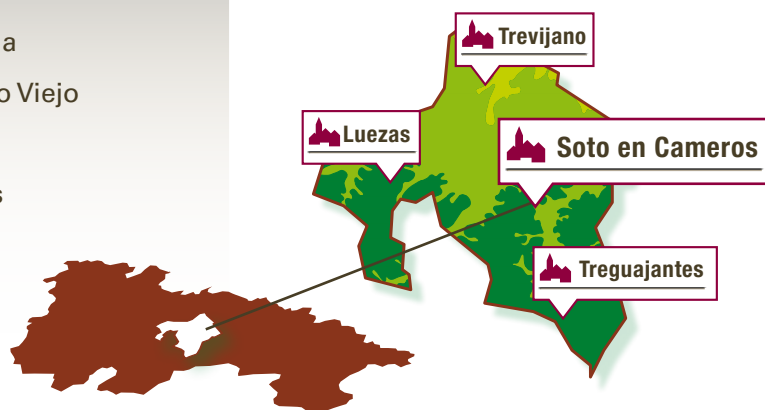 a
o Viejo
s
Trevijano
Luezas
Soto en Cameros
Treguajantes